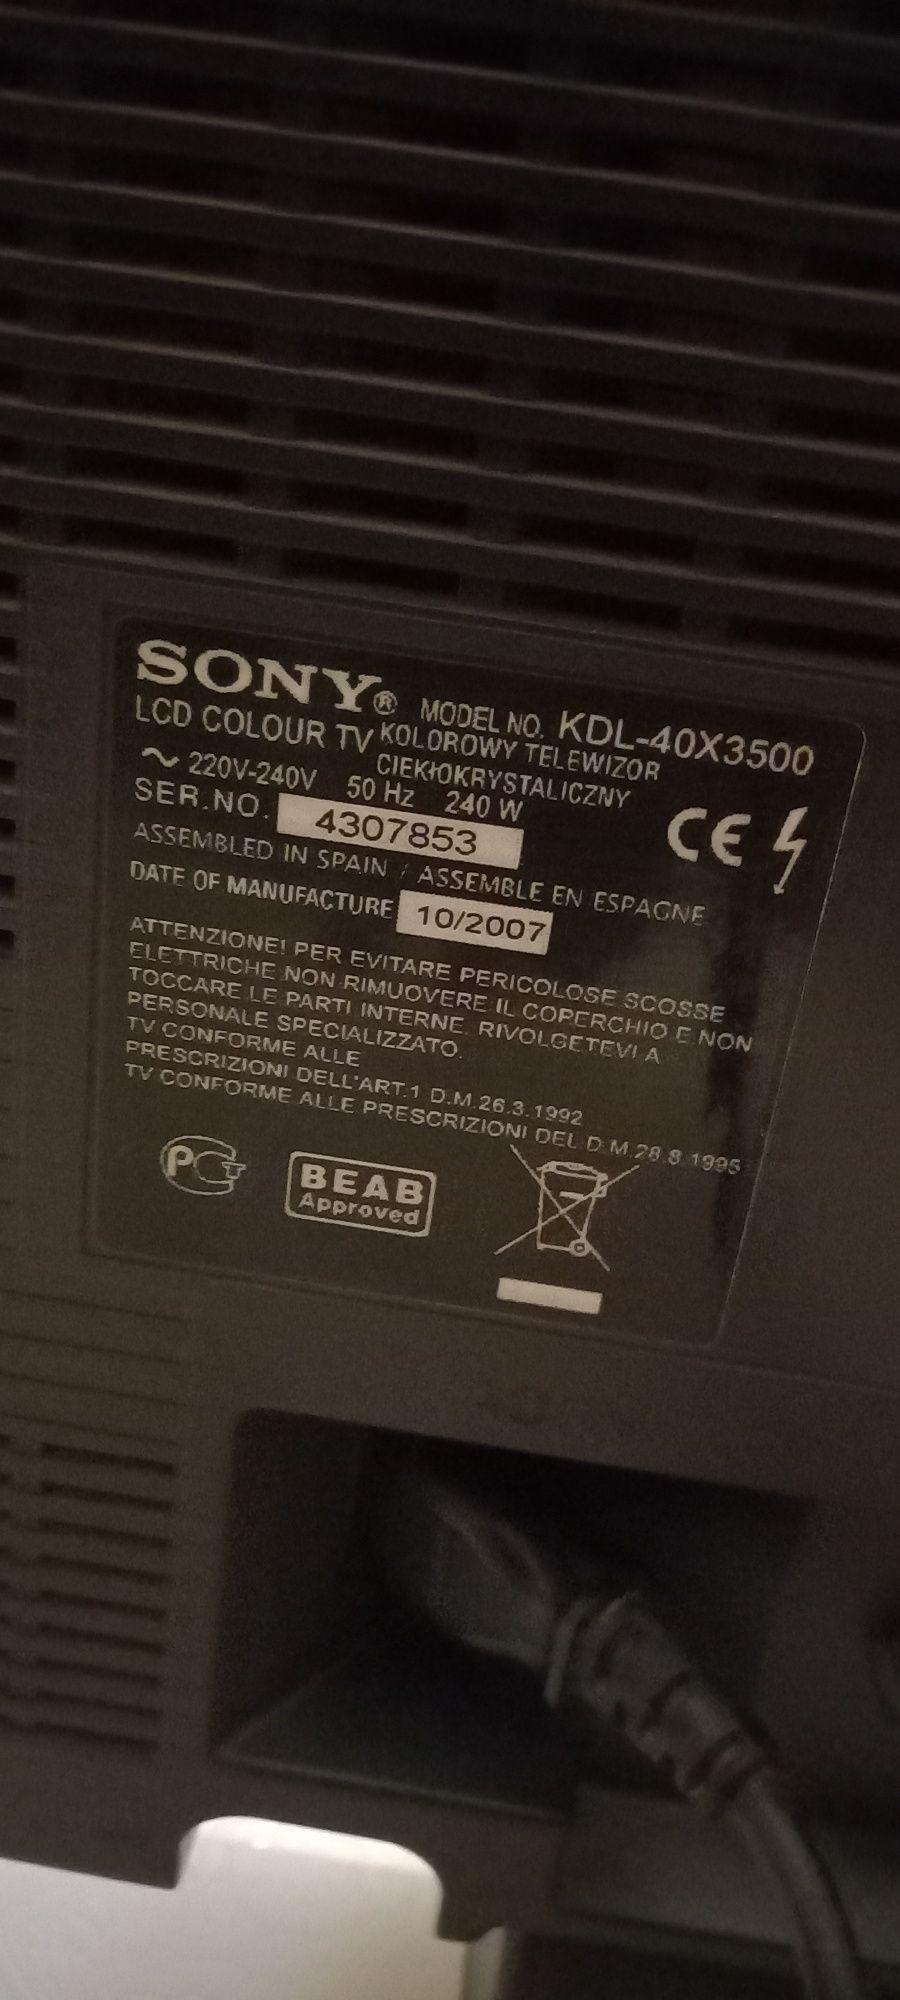 SONY® MODEL NO. KDL-40X3500
LCD COLOUR TV KOLOROWY TELEWIZOR
CIEKŁOKRYSTALICZNY
~ 220V-240V 50 Hz 240 W
SER.NO. 4307853
CE
ASSEMBLED IN SPAIN / ASSEMBLE EN ESPAGNE
DATE OF MANUFACTURE 10/2007
ATTENZIONE! PER EVITARE PERICOLOSE SCOSSE
ELETTRICHE NON RIMUOVERE IL COPERCHIO E NON
TOCCARE LE PARTI INTERNE. RIVOLGETEVI A
PERSONALE SPECIALIZZATO.
TV CONFORME ALLE
PRESCRIZIONI DELL'ART.1 D.M.26.3.1992
TV CONFORME ALLE PRESCRIZIONI DEL D.M.28.8.1995
PCT
BEAB
Approved